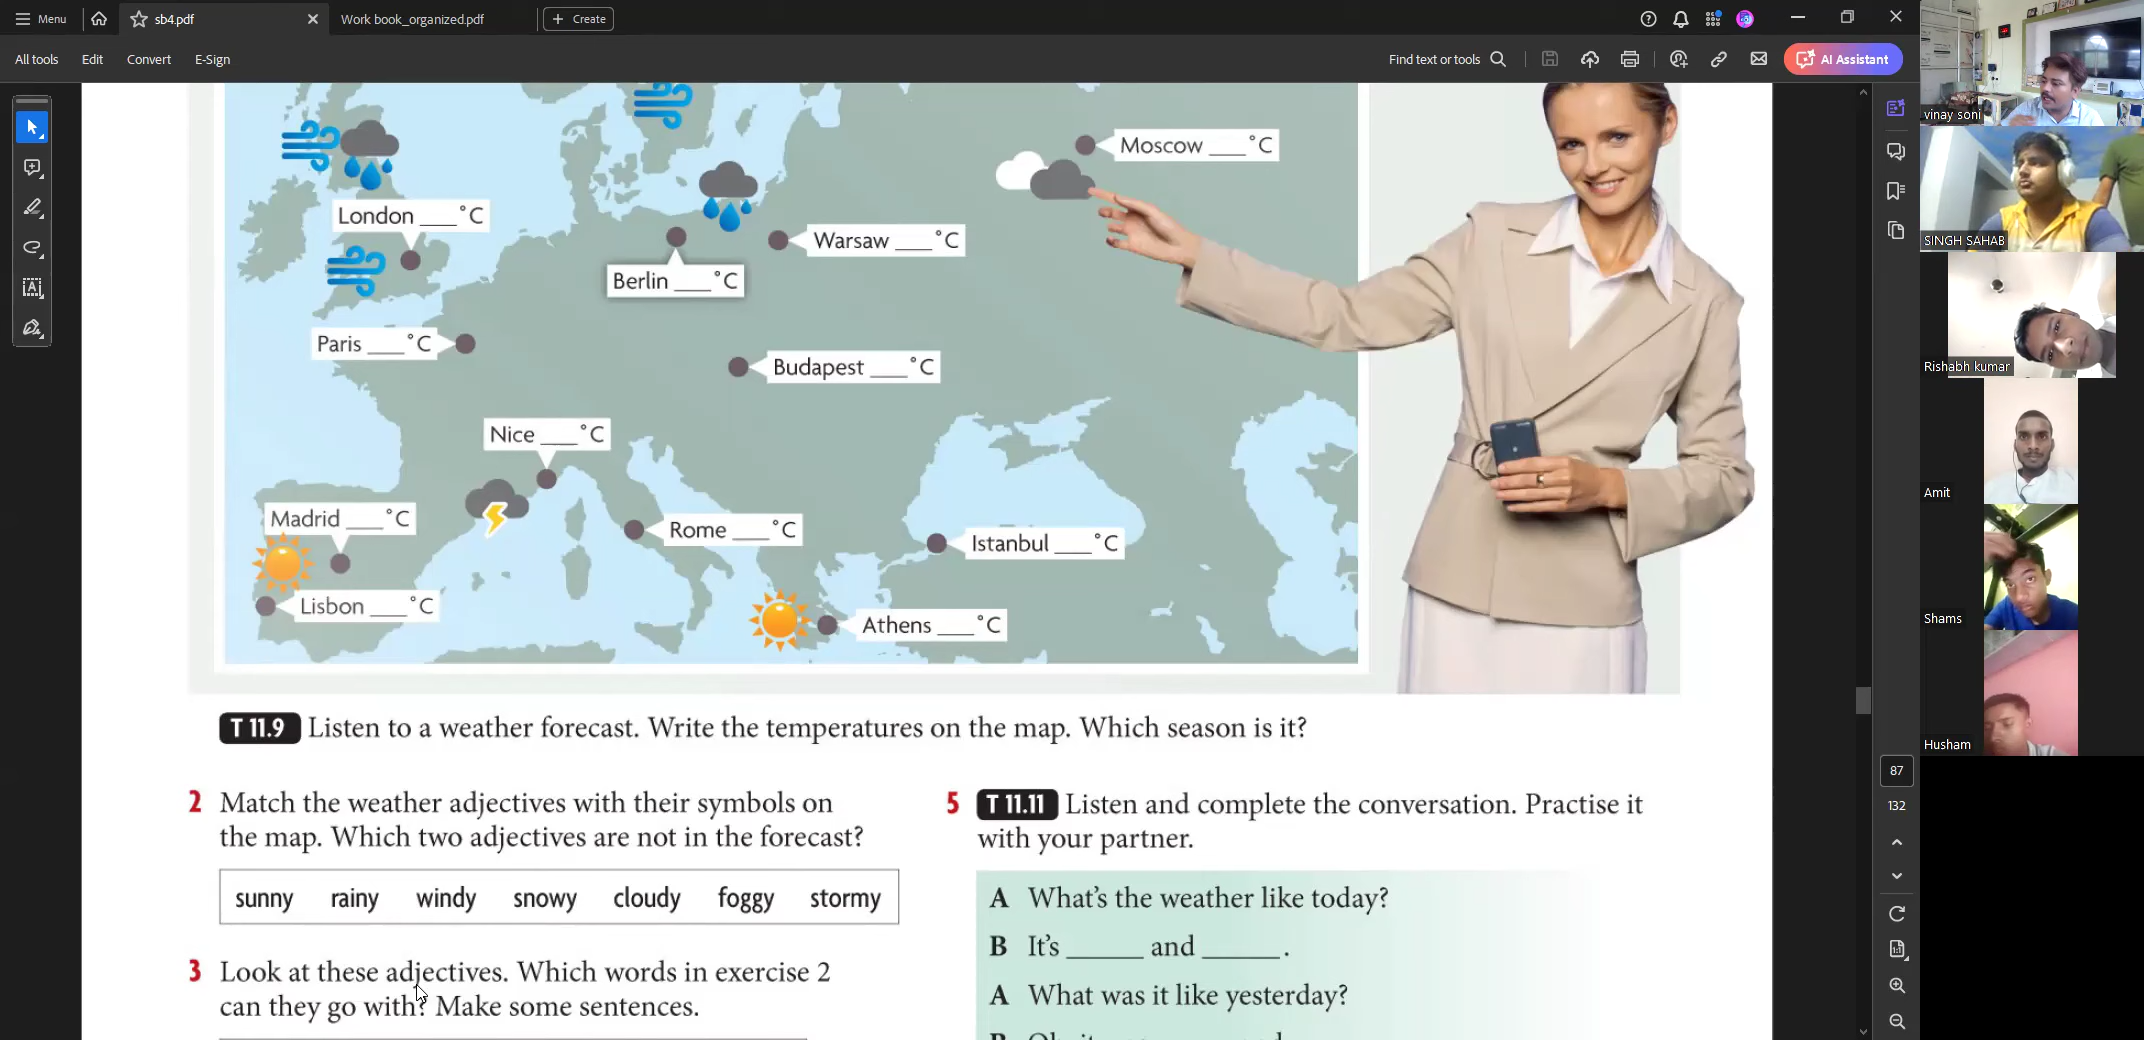 Menu
sb4.pdf
Work book_organized.pdf
Create
All tools
Edit
Convert
E-Sign
Find text or tools
AI Assistant
London ___ °C
Moscow ___ °C
Warsaw ___ °C
Berlin ___ °C
Paris ___ °C
Budapest ___ °C
Nice ___ °C
Madrid ___ °C
Rome ___ °C
Istanbul ___ °C
Lisbon ___ °C
Athens ___ °C
T 11.9 Listen to a weather forecast. Write the temperatures on the map. Which season is it?
2 Match the weather adjectives with their symbols on
the map. Which two adjectives are not in the forecast?
sunny rainy windy snowy cloudy foggy stormy
3 Look at these adjectives. Which words in exercise 2
can they go with? Make some sentences.
5 T 11.11 Listen and complete the conversation. Practise it
with your partner.
A What's the weather like today?
B It's ______ and ______.
A What was it like yesterday?
87
132
vinay soni
SINGH SAHAB
Rishabh kumar
Amit
Shams
Husham